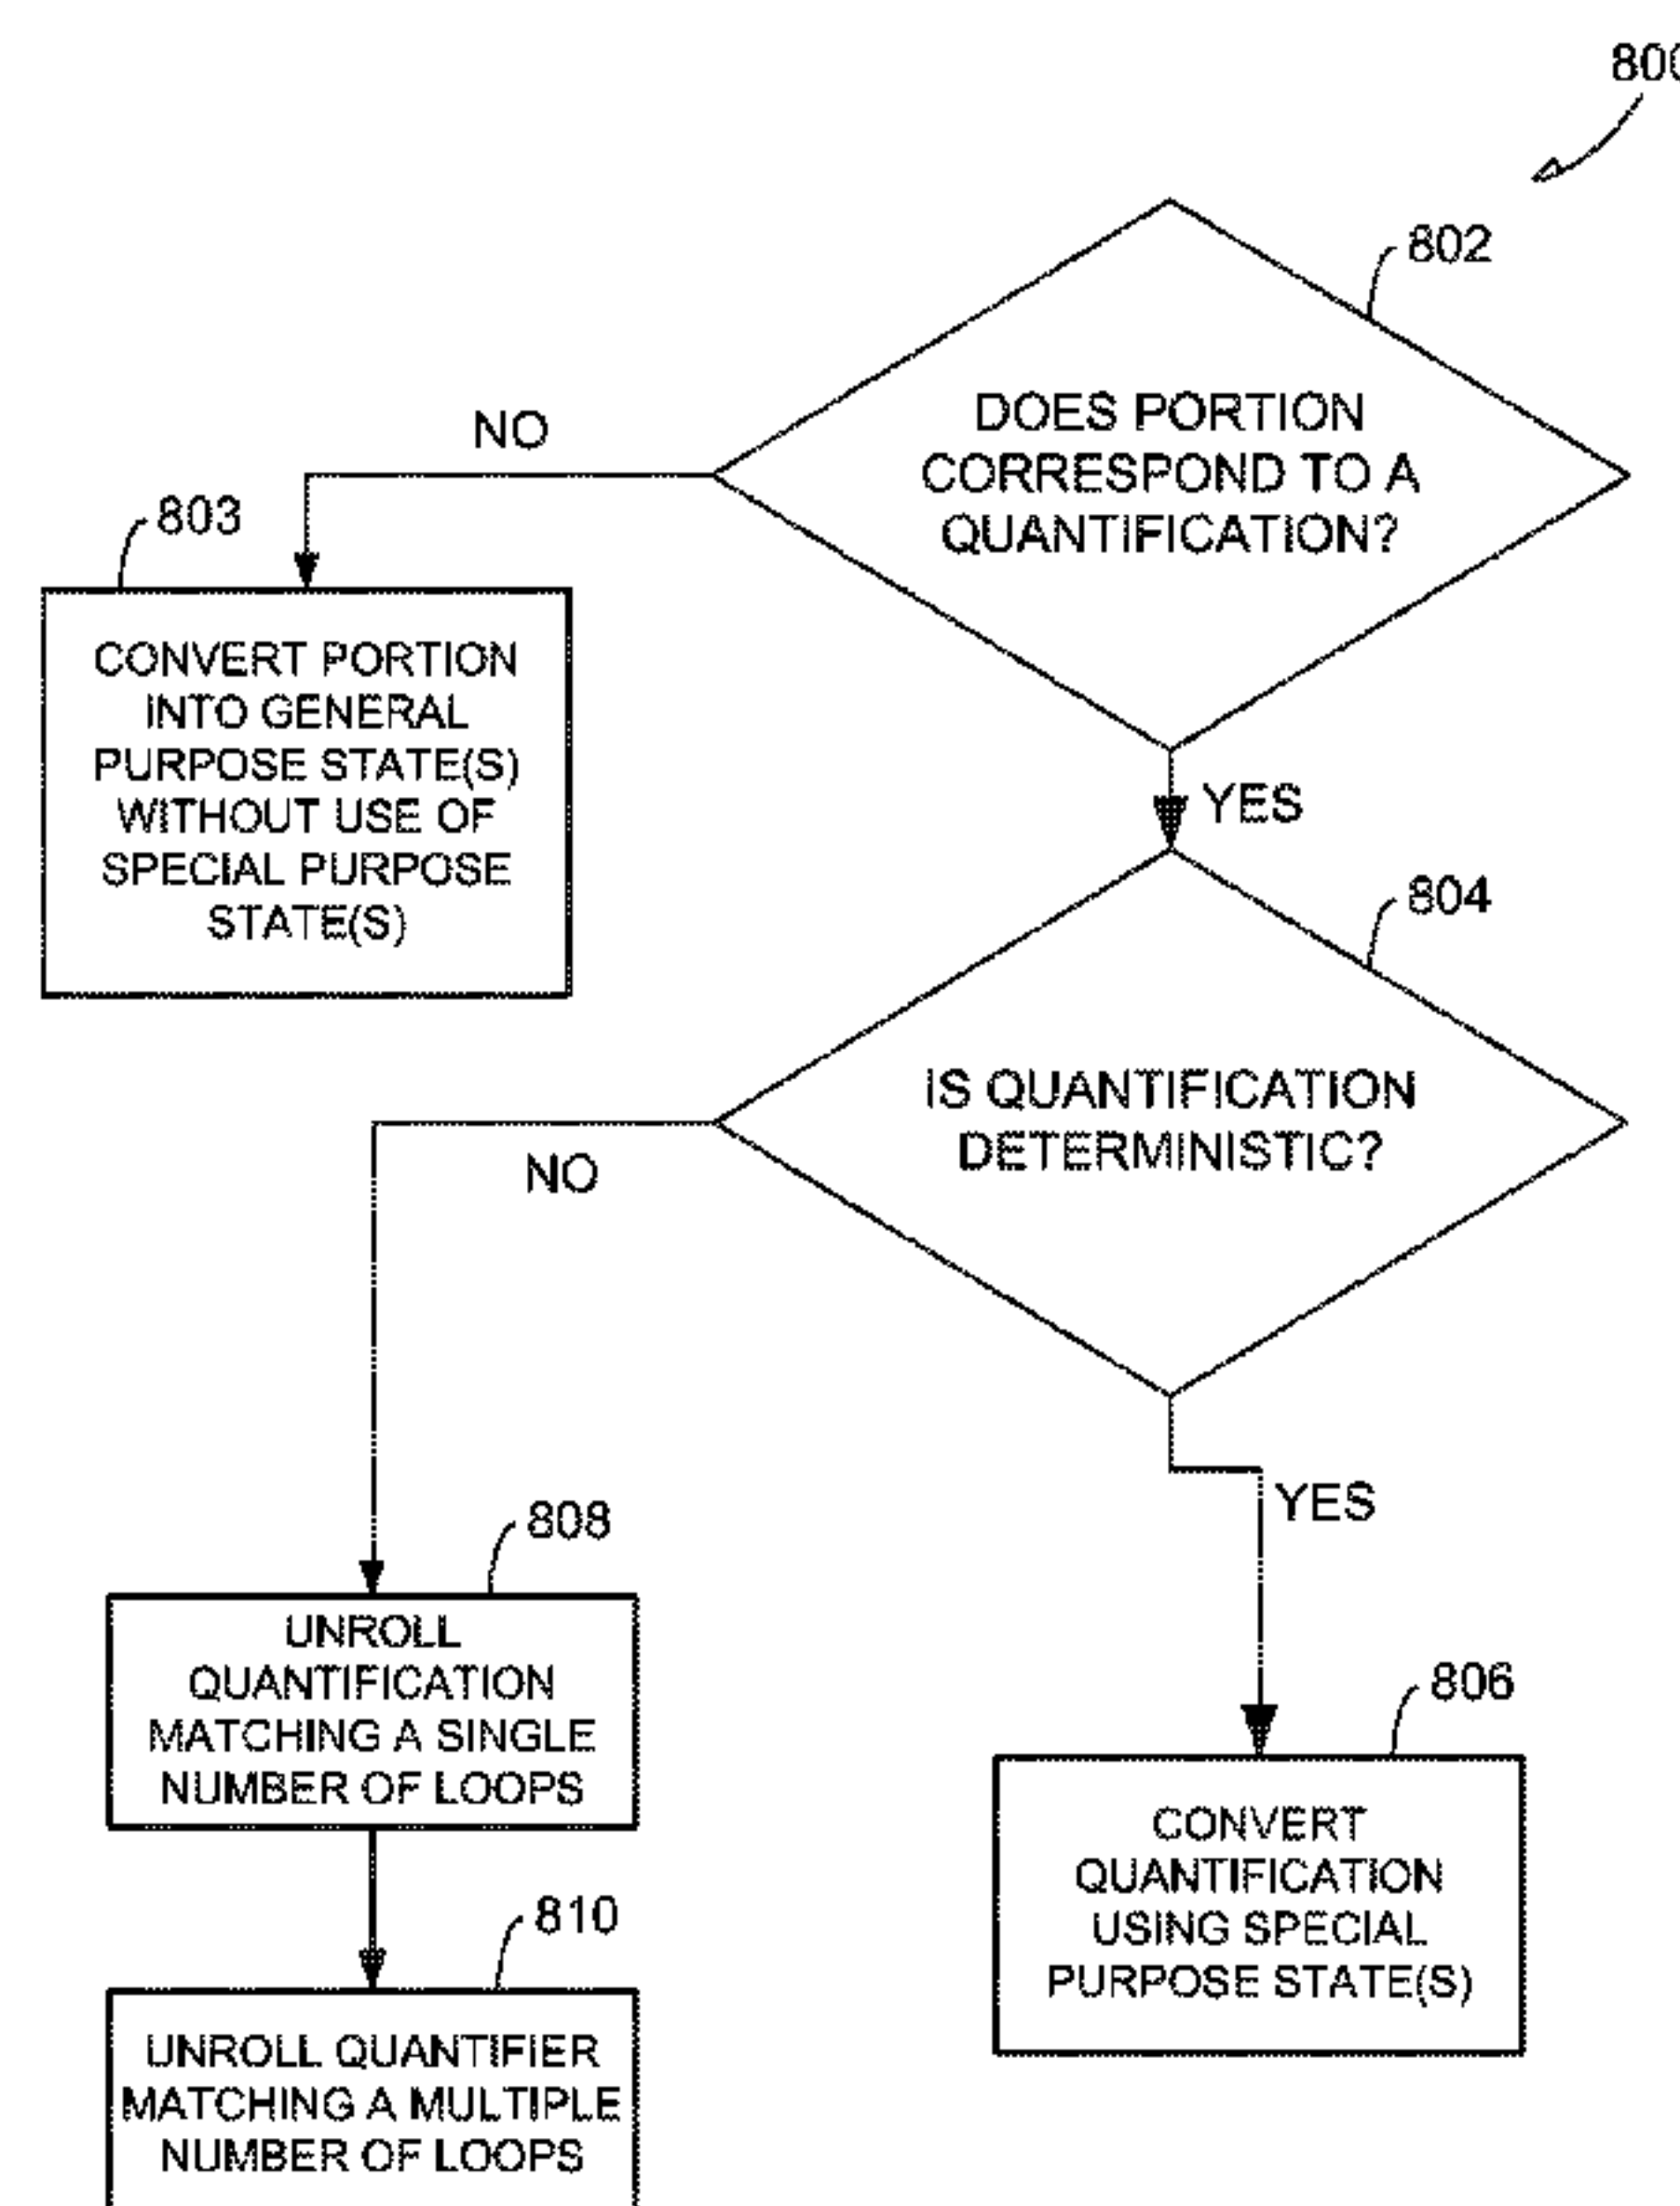 800
802
DOES PORTION
CORRESPOND TO A
QUANTIFICATION?
NO
803
CONVERT PORTION
INTO GENERAL
PURPOSE STATE(S)
WITHOUT USE OF
SPECIAL PURPOSE
STATE(S)
YES
804
IS QUANTIFICATION
DETERMINISTIC?
NO
YES
808
UNROLL
QUANTIFICATION
MATCHING A SINGLE
NUMBER OF LOOPS
806
CONVERT
QUANTIFICATION
USING SPECIAL
PURPOSE STATE(S)
810
UNROLL QUANTIFIER
MATCHING A MULTIPLE
NUMBER OF LOOPS